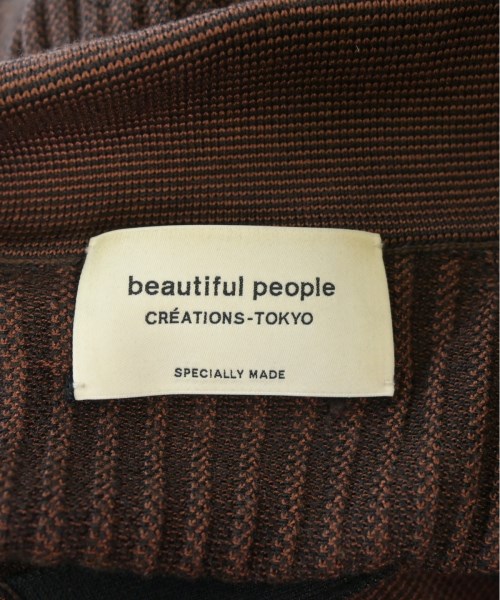 beautiful people
CRÉATIONS-TOKYO
SPECIALLY MADE